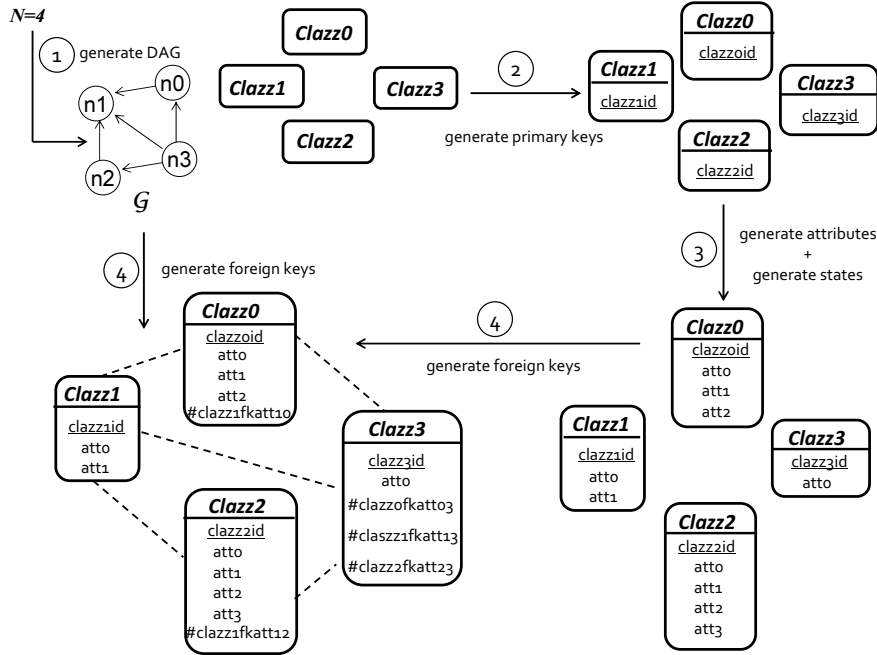 N=4
1
generate DAG
n0
n1
n2
n3
G
Clazz0
Clazz1
Clazz3
Clazz2
2
generate primary keys
Clazz0
clazz0id
Clazz1
clazz1id
Clazz3
clazz3id
Clazz2
clazz2id
3
generate attributes
+
generate states
4
generate foreign keys
4
generate foreign keys
Clazz0
clazz0id
att0
att1
att2
#clazz1fkatt10
Clazz1
clazz1id
att0
att1
Clazz3
clazz3id
att0
#clazz0fkatt03
#claszz1fkatt13
#clazz2fkatt23
Clazz2
clazz2id
att0
att1
att2
att3
#clazz1fkatt12
Clazz0
clazz0id
att0
att1
att2
Clazz1
clazz1id
att0
att1
Clazz3
clazz3id
att0
Clazz2
clazz2id
att0
att1
att2
att3